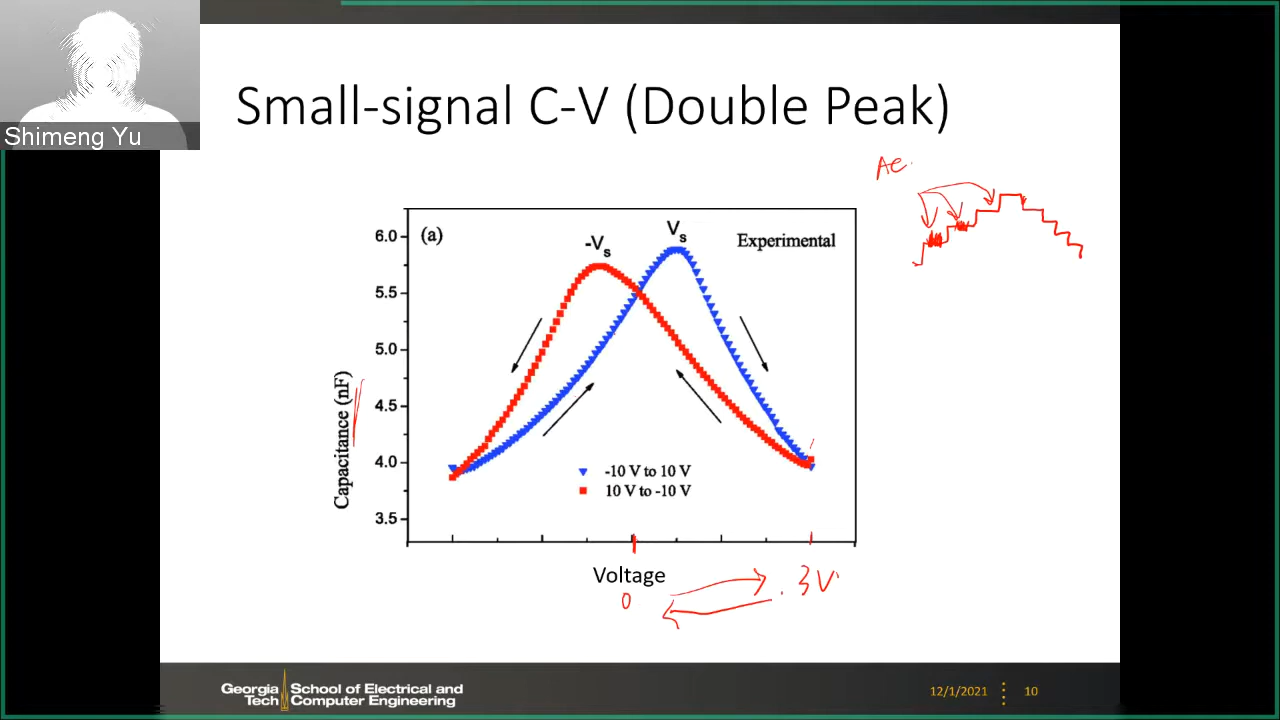 Shimeng Yu
Small-signal C-V (Double Peak)
AC.
(a)
-Vs
Vs
Experimental
6.0
5.5
5.0
4.5
4.0
3.5
Capacitance (nF)
-10 V to 10 V
10 V to -10 V
Voltage
0
3V
Georgia Tech
School of Electrical and Computer Engineering
12/1/2021
10